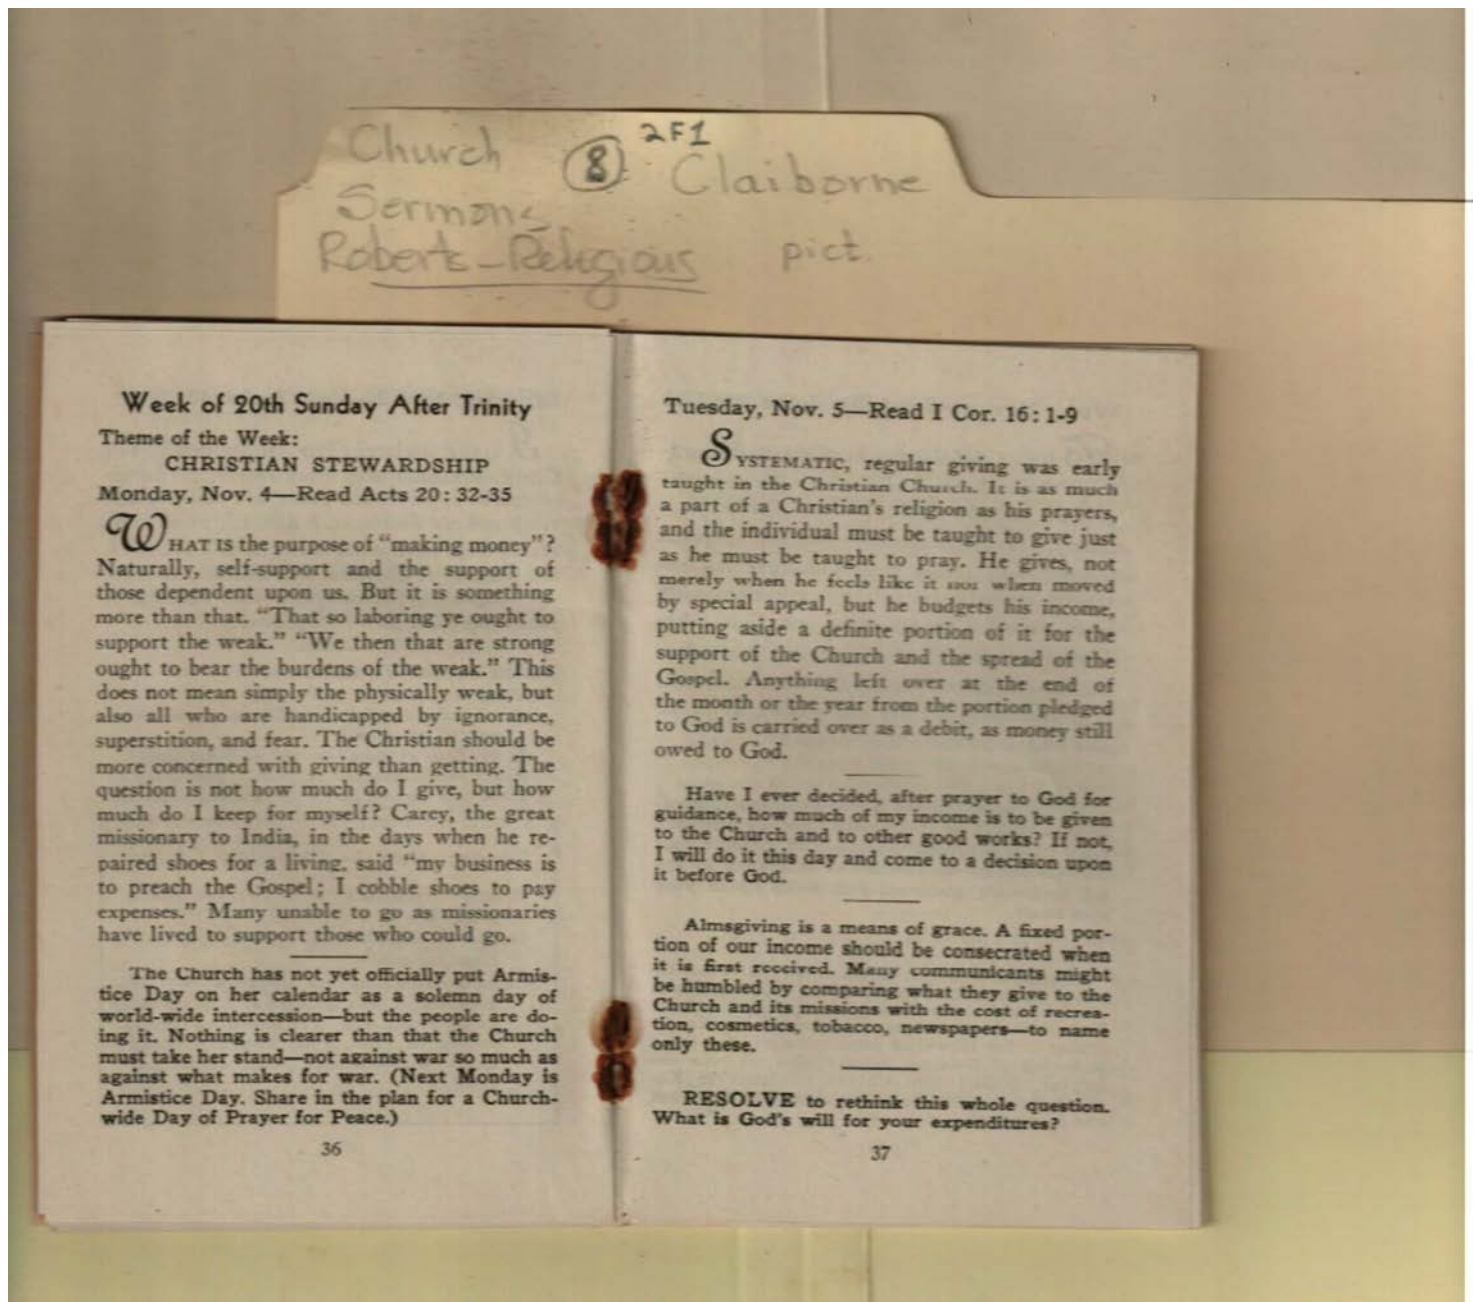 Church
Sermons
Roberts-Religious
8
2F1
Claiborne
pict.
Week of 20th Sunday After Trinity
Theme of the Week:
CHRISTIAN STEWARDSHIP
Monday, Nov. 4—Read Acts 20: 32-35
WHAT IS the purpose of “making money”?
Naturally, self-support and the support of
those dependent upon us. But it is something
more than that. “That so laboring ye ought to
support the weak.” “We then that are strong
ought to bear the burdens of the weak.” This
does not mean simply the physically weak, but
also all who are handicapped by ignorance,
superstition, and fear. The Christian should be
more concerned with giving than getting. The
question is not how much do I give, but how
much do I keep for myself? Carey, the great
missionary to India, in the days when he re-
paired shoes for a living, said “my business is
to preach the Gospel; I cobble shoes to pay
expenses.” Many unable to go as missionaries
have lived to support those who could go.
The Church has not yet officially put Armis-
tice Day on her calendar as a solemn day of
world-wide intercession—but the people are do-
ing it. Nothing is clearer than that the Church
must take her stand—not against war so much as
against what makes for war. (Next Monday is
Armistice Day. Share in the plan for a Church-
wide Day of Prayer for Peace.)
36
Tuesday, Nov. 5—Read I Cor. 16: 1-9
SYSTEMATIC, regular giving was early
taught in the Christian Church. It is as much
a part of a Christian's religion as his prayers,
and the individual must be taught to give just
as he must be taught to pray. He gives, not
merely when he feels like it nor when moved
by special appeal, but he budgets his income,
putting aside a definite portion of it for the
support of the Church and the spread of the
Gospel. Anything left over at the end of
the month or the year from the portion pledged
to God is carried over as a debit, as money still
owed to God.
Have I ever decided, after prayer to God for
guidance, how much of my income is to be given
to the Church and to other good works? If not,
I will do it this day and come to a decision upon
it before God.
Almsgiving is a means of grace. A fixed por-
tion of our income should be consecrated when
it is first received. Many communicants might
be humbled by comparing what they give to the
Church and its missions with the cost of recrea-
tion, cosmetics, tobacco, newspapers—to name
only these.
RESOLVE to rethink this whole question.
What is God's will for your expenditures?
37